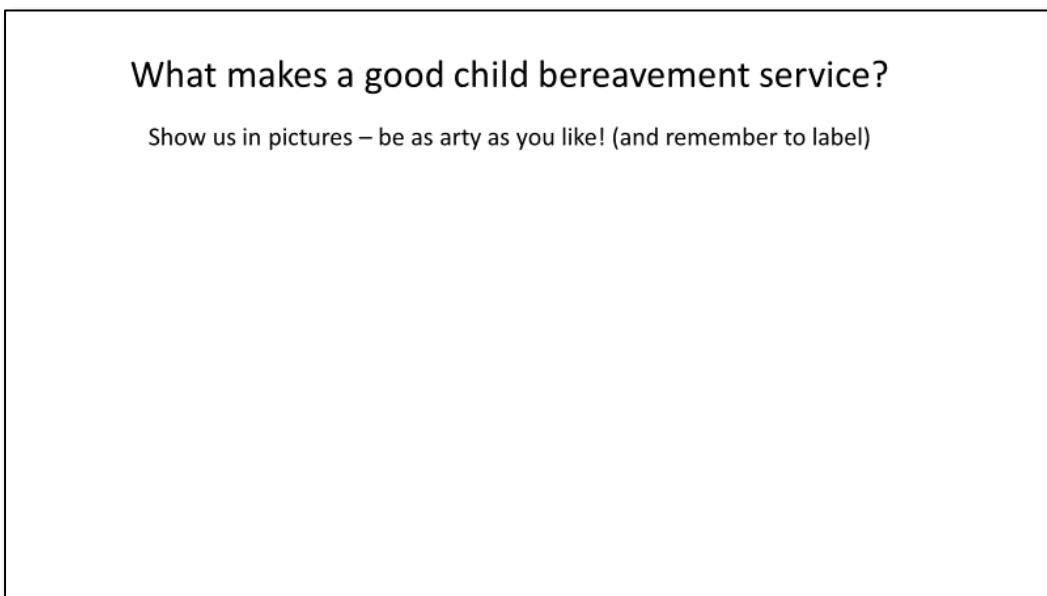 What makes a good child bereavement service?
Show us in pictures – be as arty as you like! (and remember to label)